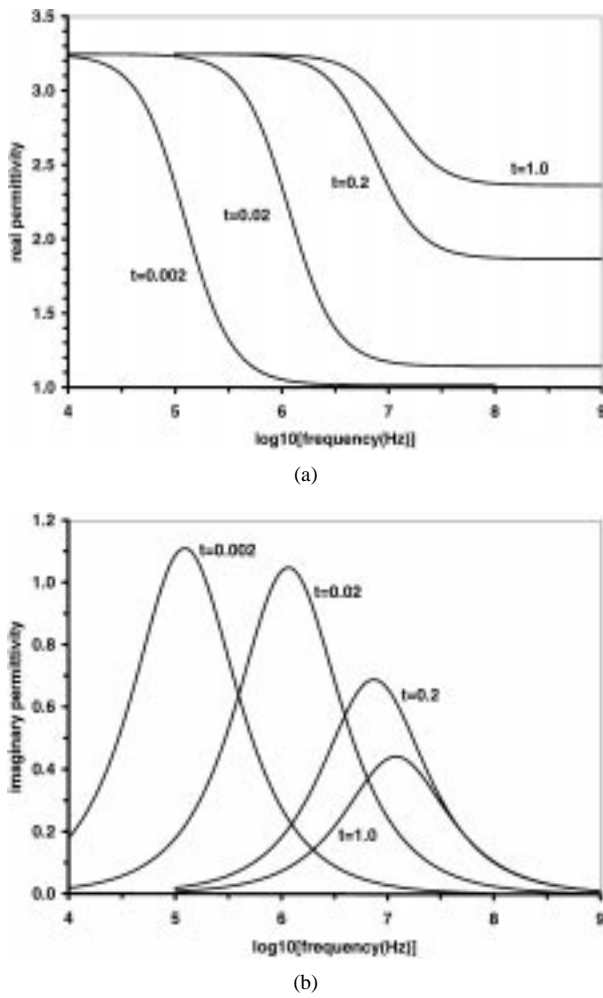 3.5
3.0
2.5
2.0
1.5
1.0
real permittivity
t=1.0
t=0.2
t=0.02
t=0.002
4 5 6 7 8 9
log10[frequency(Hz)]
(a)
1.2
1.0
0.8
0.6
0.4
0.2
0.0
imaginary permittivity
t=0.002
t=0.02
t=0.2
t=1.0
4 5 6 7 8 9
log10[frequency(Hz)]
(b)